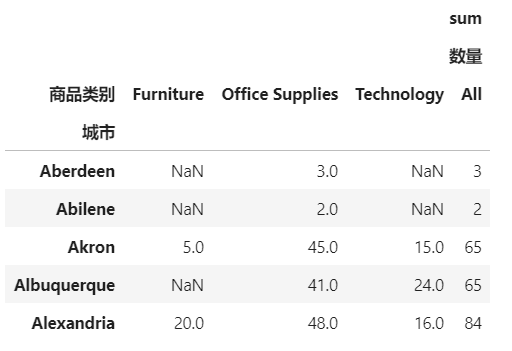 sum
数量
商品类别 Furniture Office Supplies Technology All
城市
Aberdeen NaN 3.0 NaN 3
Abilene NaN 2.0 NaN 2
Akron 5.0 45.0 15.0 65
Albuquerque NaN 41.0 24.0 65
Alexandria 20.0 48.0 16.0 84